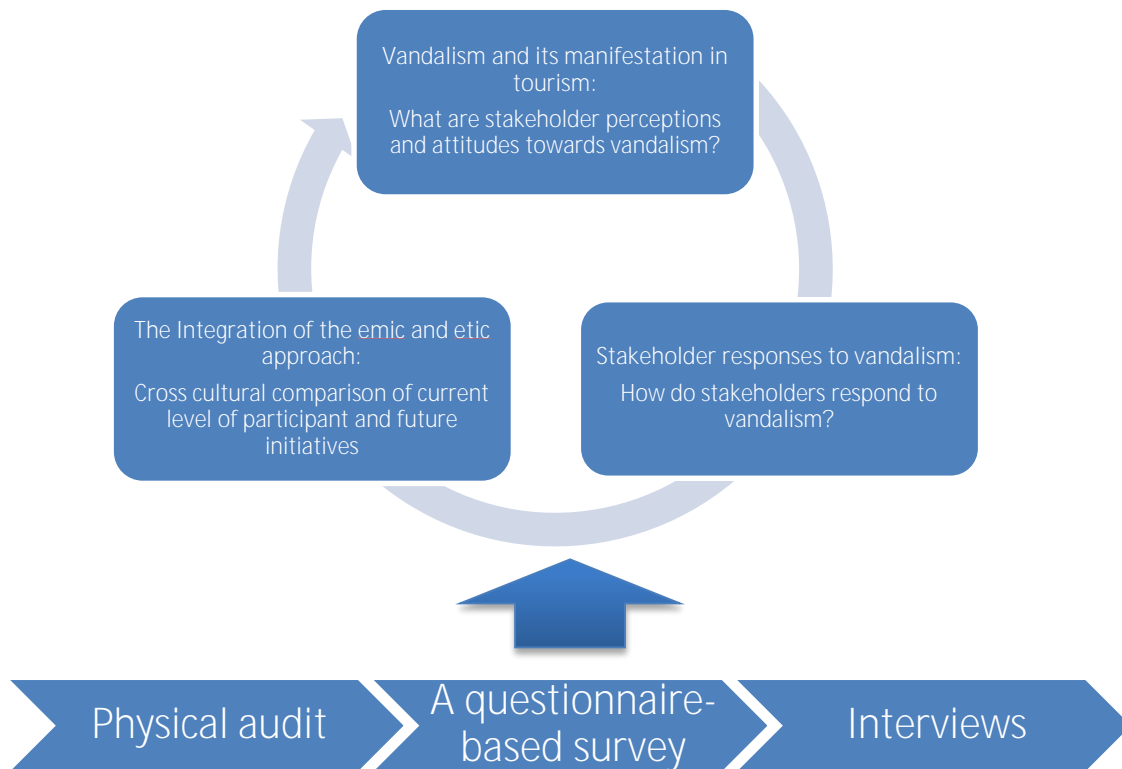 Vandalism and its manifestation in
tourism:
What are stakeholder perceptions
and attitudes towards vandalism?
The Integration of the emic and etic
approach:
Cross cultural comparison of current
level of participant and future
initiatives
Stakeholder responses to vandalism:
How do stakeholders respond to
vandalism?
Physical audit
A questionnaire-
based survey
Interviews